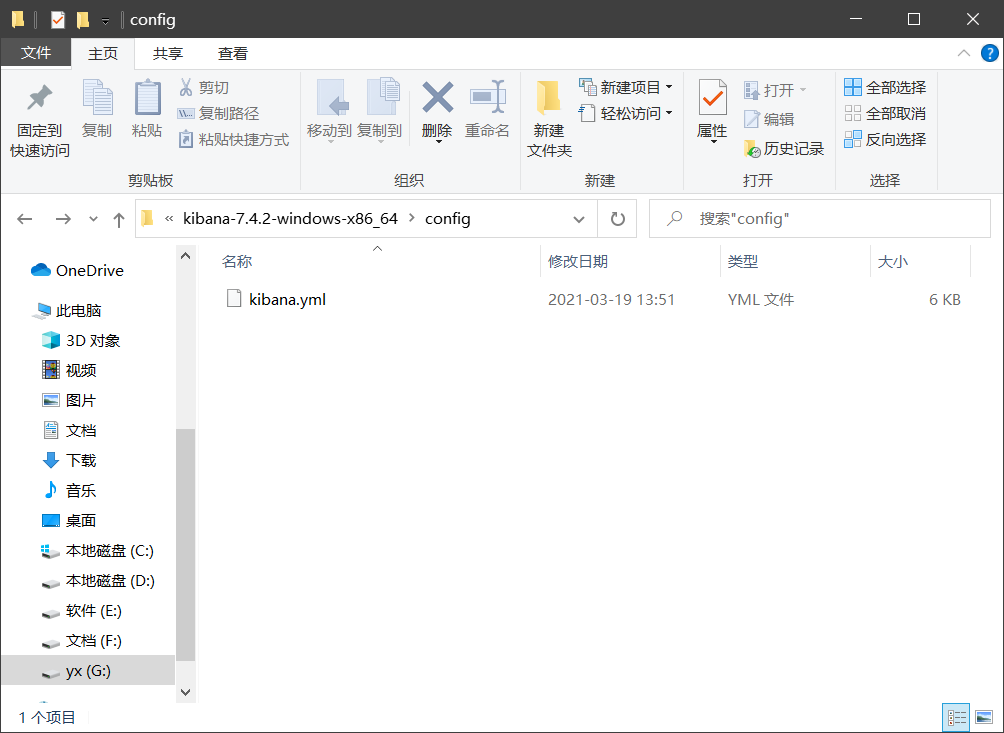 config
文件 主页 共享 查看
固定到
快速访问
复制
粘贴
剪切
复制路径
粘贴快捷方式
剪贴板
移动到
复制到
删除
重命名
组织
新建
文件夹
新建项目
轻松访问
新建
属性
打开
编辑
历史记录
打开
全部选择
全部取消
反向选择
选择
« kibana-7.4.2-windows-x86_64 > config
搜索"config"
名称 修改日期 类型 大小
kibana.yml 2021-03-19 13:51 YML 文件 6 KB
OneDrive
此电脑
3D 对象
视频
图片
文档
下载
音乐
桌面
本地磁盘 (C:)
本地磁盘 (D:)
软件 (E:)
文档 (F:)
yx (G:)
1 个项目